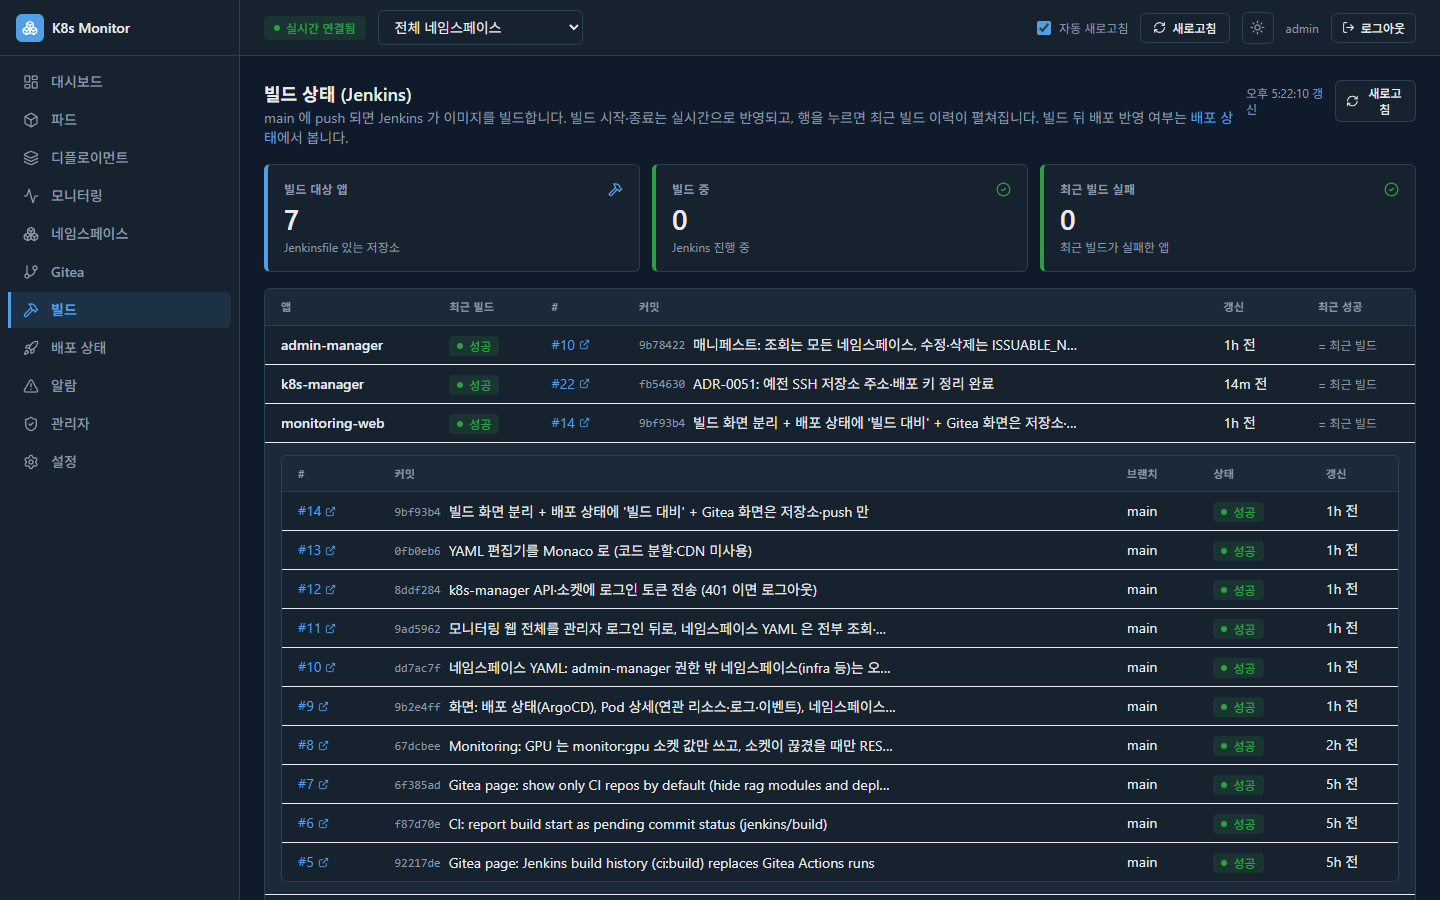 K8s Monitor
실시간 연결됨
전체 네임스페이스
자동 새로고침
새로고침
admin
로그아웃
대시보드
파드
디플로이먼트
모니터링
네임스페이스
Gitea
빌드
배포 상태
알람
관리자
설정
빌드 상태 (Jenkins)
main 에 push 되면 Jenkins 가 이미지를 빌드합니다. 빌드 시작·종료는 실시간으로 반영되고, 행을 누르면 최근 빌드 이력이 펼쳐집니다. 빌드 뒤 배포 반영 여부는 배포 상
태에서 봅니다.
오후 5:22:10 갱
신
새로고
침
빌드 대상 앱
7
Jenkinsfile 있는 저장소
빌드 중
0
Jenkins 진행 중
최근 빌드 실패
0
최근 빌드가 실패한 앱
앱 최근 빌드 # 커밋 갱신 최근 성공
admin-manager 성공 #10 9b78422 매니페스트: 조회는 모든 네임스페이스, 수정·삭제는 ISSUABLE_N... 1h 전 = 최근 빌드
k8s-manager 성공 #22 fb54630 ADR-0051: 예전 SSH 저장소 주소·배포 키 정리 완료 14m 전 = 최근 빌드
monitoring-web 성공 #14 9bf93b4 빌드 화면 분리 + 배포 상태에 '빌드 대비' + Gitea 화면은 저장소·... 1h 전 = 최근 빌드
# 커밋 브랜치 상태 갱신
#14 9bf93b4 빌드 화면 분리 + 배포 상태에 '빌드 대비' + Gitea 화면은 저장소·push 만 main 성공 1h 전
#13 0fb0eb6 YAML 편집기를 Monaco 로 (코드 분할·CDN 미사용) main 성공 1h 전
#12 8ddf284 k8s-manager API·소켓에 로그인 토큰 전송 (401 이면 로그아웃) main 성공 1h 전
#11 9ad5962 모니터링 웹 전체를 관리자 로그인 뒤로, 네임스페이스 YAML 은 전부 조회·... main 성공 1h 전
#10 dd7ac7f 네임스페이스 YAML: admin-manager 권한 밖 네임스페이스(infra 등)는 오... main 성공 1h 전
#9 9b2e4ff 화면: 배포 상태(ArgoCD), Pod 상세(연관 리소스·로그·이벤트), 네임스페이스... main 성공 1h 전
#8 67dcbee Monitoring: GPU 는 monitor:gpu 소켓 값만 쓰고, 소켓이 끊겼을 때만 RES... main 성공 2h 전
#7 6f385ad Gitea page: show only CI repos by default (hide rag modules and depl... main 성공 5h 전
#6 f87d70e CI: report build start as pending commit status (jenkins/build) main 성공 5h 전
#5 92217de Gitea page: Jenkins build history (ci:build) replaces Gitea Actions runs main 성공 5h 전